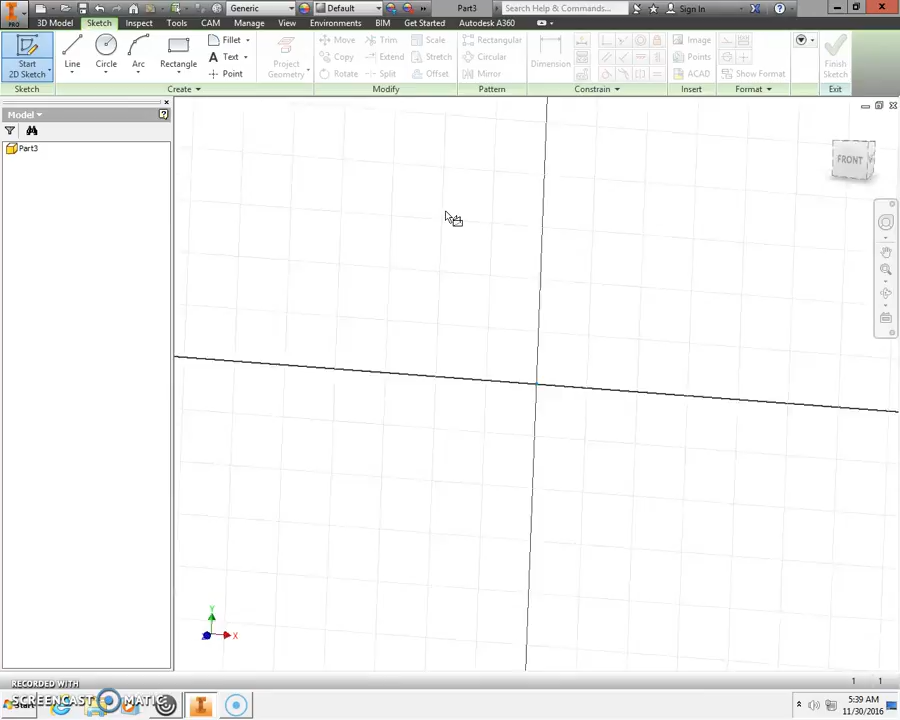 Generic Default Part3 Search Help & Commands... Sign In
PRO 3D Model Sketch Inspect Tools CAM Manage View Environments BIM Get Started Autodesk A360
Start
2D Sketch
Line
Circle
Arc
Rectangle
Fillet
Text
Point
Project
Geometry
Move
Copy
Rotate
Trim
Extend
Split
Scale
Stretch
Offset
Rectangular
Circular
Mirror
Dimension
Image
Points
ACAD
Show Format
Finish
Sketch
Sketch Create Modify Pattern Constrain Insert Format Exit
Model
Part3
FRONT
Y
X
RECORDED WITH
SCREENCAST MATIC
1 1
Start
5:39 AM
11/30/2016